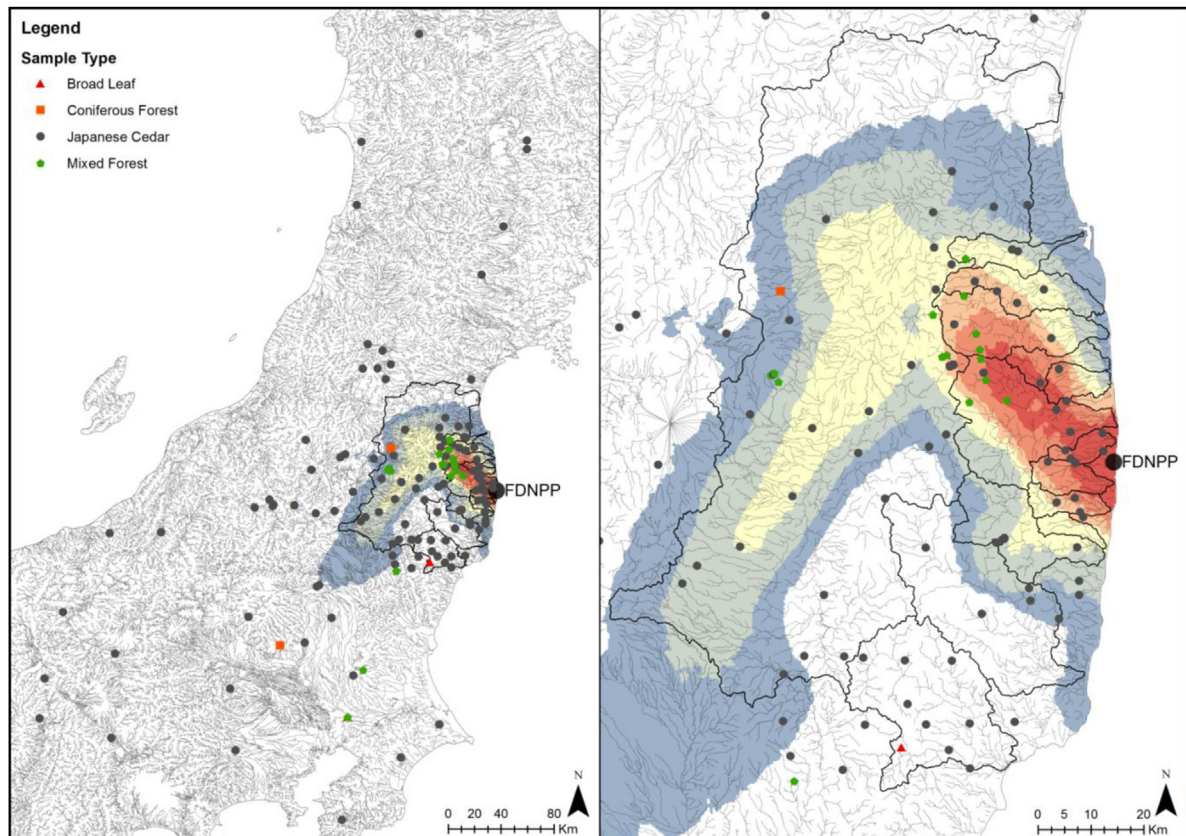 Legend
Sample Type
Broad Leaf
Coniferous Forest
Japanese Cedar
Mixed Forest
FDNPP
N
0 20 40 80
Km
FDNPP
N
0 5 10 20
Km